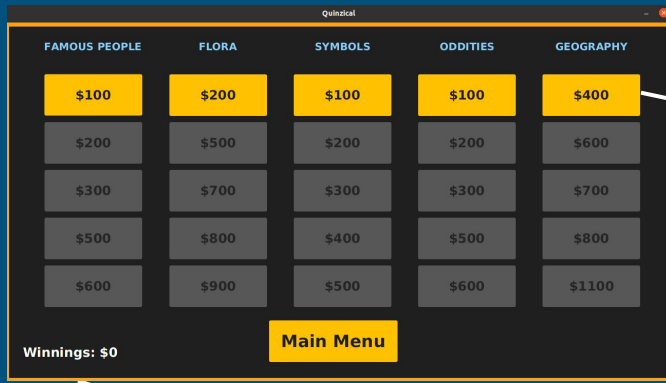 Quinzical
FAMOUS PEOPLE FLORA SYMBOLS ODDITIES GEOGRAPHY
$100 $200 $100 $100 $400
$200 $500 $200 $200 $600
$300 $700 $300 $300 $700
$500 $800 $400 $500 $800
$600 $900 $500 $600 $1100
Main Menu
Winnings: $0